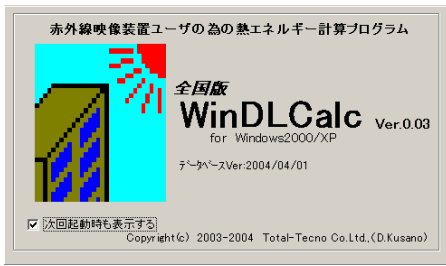 赤外線映像装置ユーザの為の熱エネルギー計算プログラム
全国版
WinDLCalc Ver.0.03
for Windows2000/XP
ﾃﾞｰﾀﾍﾞｰｽVer:2004/04/01
次回起動時も表示する
Copyright(c) 2003-2004 Total-Tecno Co.Ltd.,(D.Kusano)